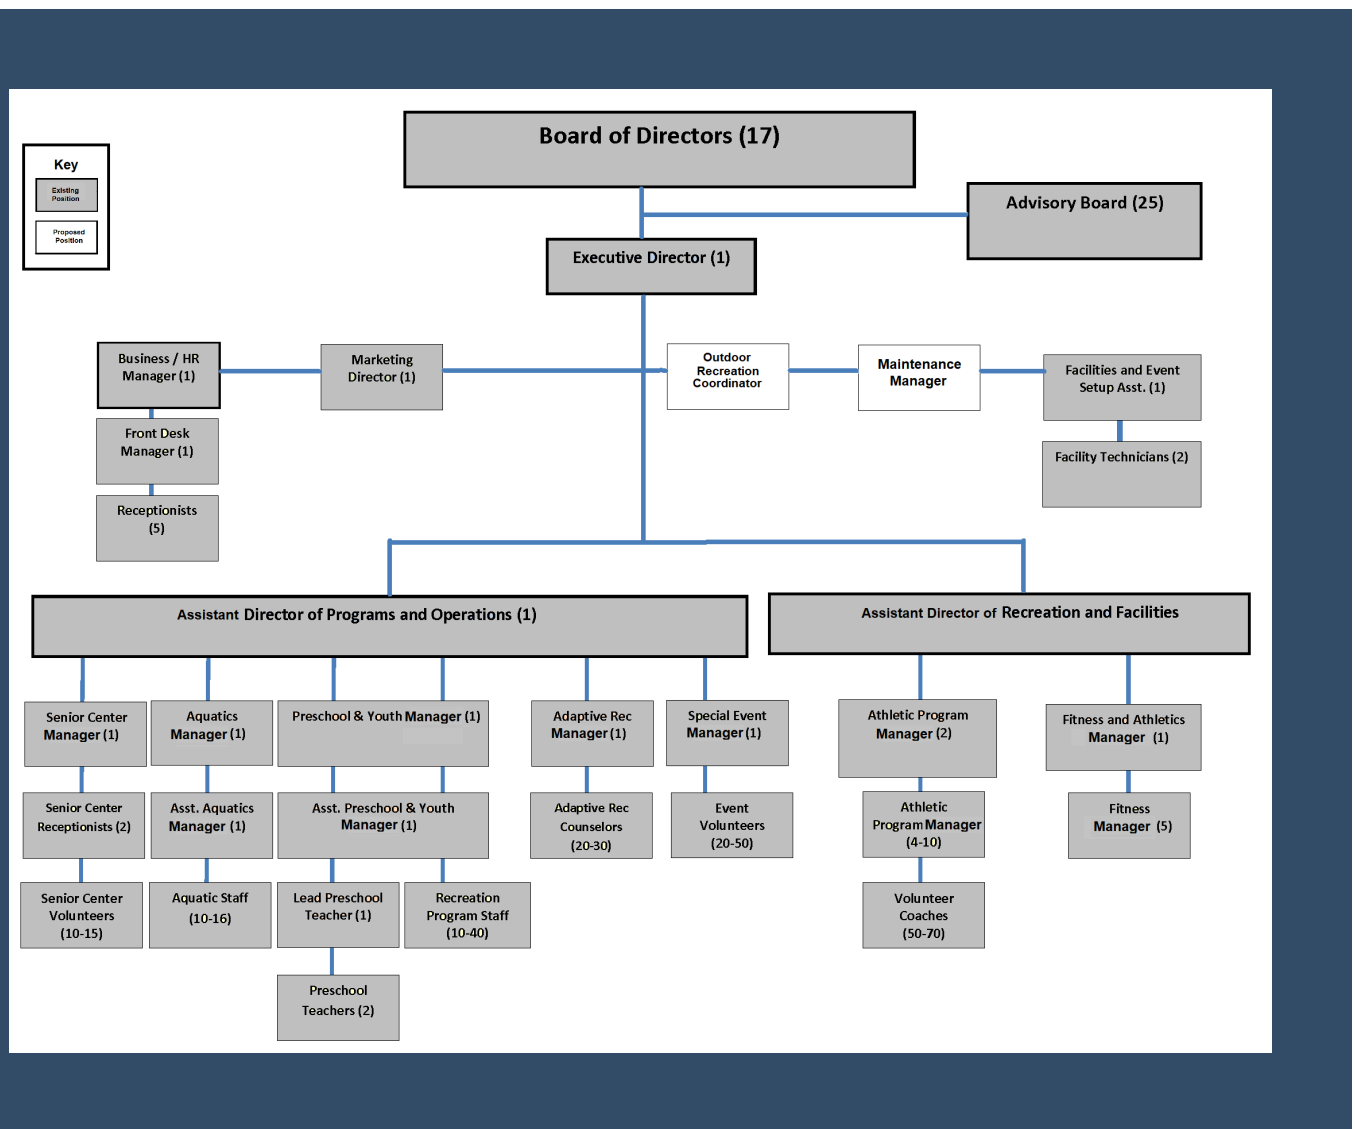 Board of Directors (17)
Key
Existing
Position
Proposed
Position
Advisory Board (25)
Executive Director (1)
Business / HR
Manager (1)
Marketing
Director (1)
Outdoor
Recreation
Coordinator
Maintenance
Manager
Facilities and Event
Setup Asst. (1)
Front Desk
Manager (1)
Facility Technicians (2)
Receptionists
(5)
Assistant Director of Programs and Operations (1)
Assistant Director of Recreation and Facilities
Senior Center
Manager (1)
Aquatics
Manager (1)
Preschool & Youth Manager (1)
Adaptive Rec
Manager (1)
Special Event
Manager (1)
Athletic Program
Manager (2)
Fitness and Athletics
Manager (1)
Senior Center
Receptionists (2)
Asst. Aquatics
Manager (1)
Asst. Preschool & Youth
Manager (1)
Adaptive Rec
Counselors
(20-30)
Event
Volunteers
(20-50)
Athletic
Program Manager
(4-10)
Fitness
Manager (5)
Senior Center
Volunteers
(10-15)
Aquatic Staff
(10-16)
Lead Preschool
Teacher (1)
Recreation
Program Staff
(10-40)
Volunteer
Coaches
(50-70)
Preschool
Teachers (2)